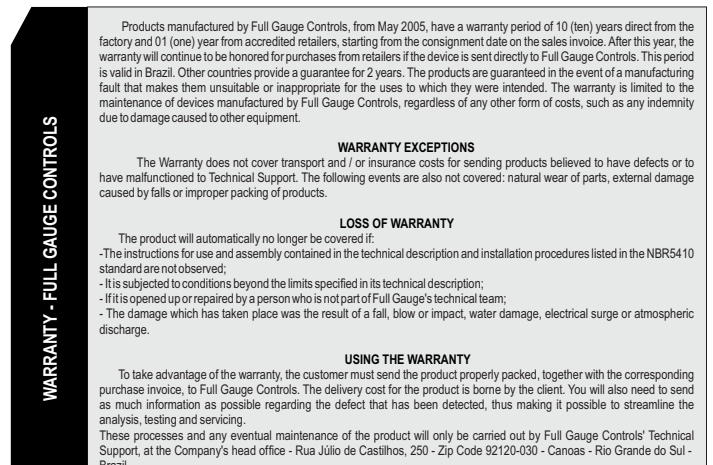 WARRANTY - FULL GAUGE CONTROLS
Products manufactured by Full Gauge Controls, from May 2005, have a warranty period of 10 (ten) years direct from the
factory and 01 (one) year from accredited retailers, starting from the consignment date on the sales invoice. After this year, the
warranty will continue to be honored for purchases from retailers if the device is sent directly to Full Gauge Controls. This period
is valid in Brazil. Other countries provide a guarantee for 2 years. The products are guaranteed in the event of a manufacturing
fault that makes them unsuitable or inappropriate for the uses to which they were intended. The warranty is limited to the
maintenance of devices manufactured by Full Gauge Controls, regardless of any other form of costs, such as any indemnity
due to damage caused to other equipment.
WARRANTY EXCEPTIONS
The Warranty does not cover transport and / or insurance costs for sending products believed to have defects or to
have malfunctioned to Technical Support. The following events are also not covered: natural wear of parts, external damage
caused by falls or improper packing of products.
LOSS OF WARRANTY
The product will automatically no longer be covered if:
-The instructions for use and assembly contained in the technical description and installation procedures listed in the NBR5410
standard are not observed;
- It is subjected to conditions beyond the limits specified in its technical description;
- If it is opened up or repaired by a person who is not part of Full Gauge's technical team;
- The damage which has taken place was the result of a fall, blow or impact, water damage, electrical surge or atmospheric
discharge.
USING THE WARRANTY
To take advantage of the warranty, the customer must send the product properly packed, together with the corresponding
purchase invoice, to Full Gauge Controls. The delivery cost for the product is borne by the client. You will also need to send
as much information as possible regarding the defect that has been detected, thus making it possible to streamline the
analysis, testing and servicing.
These processes and any eventual maintenance of the product will only be carried out by Full Gauge Controls' Technical
Support, at the Company's head office - Rua Júlio de Castilhos, 250 - Zip Code 92120-030 - Canoas - Rio Grande do Sul -
Brazil